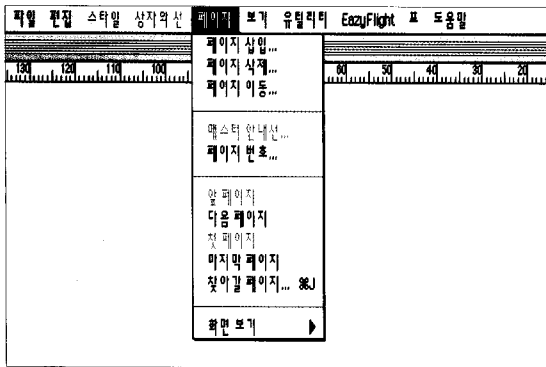 파일 편집 스타일 상자와선 페이지 보기 유틸리티 EazyFlight 표 도움말
페이지 삽입...
페이지 삭제...
페이지 이동...
130 120 110 100 60 50 40 30 20
마스터 안내선...
페이지 번호...
앞 페이지
다음 페이지
첫 페이지
마지막 페이지
찾아갈 페이지... ⌘J
화면 보기 ▶